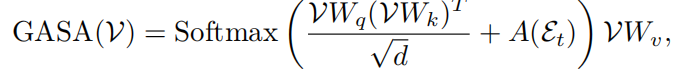 GASA(𝒱) = Softmax ( 𝒱W_q(𝒱W_k)^T / √d + A(ℰ_t) ) 𝒱W_v,